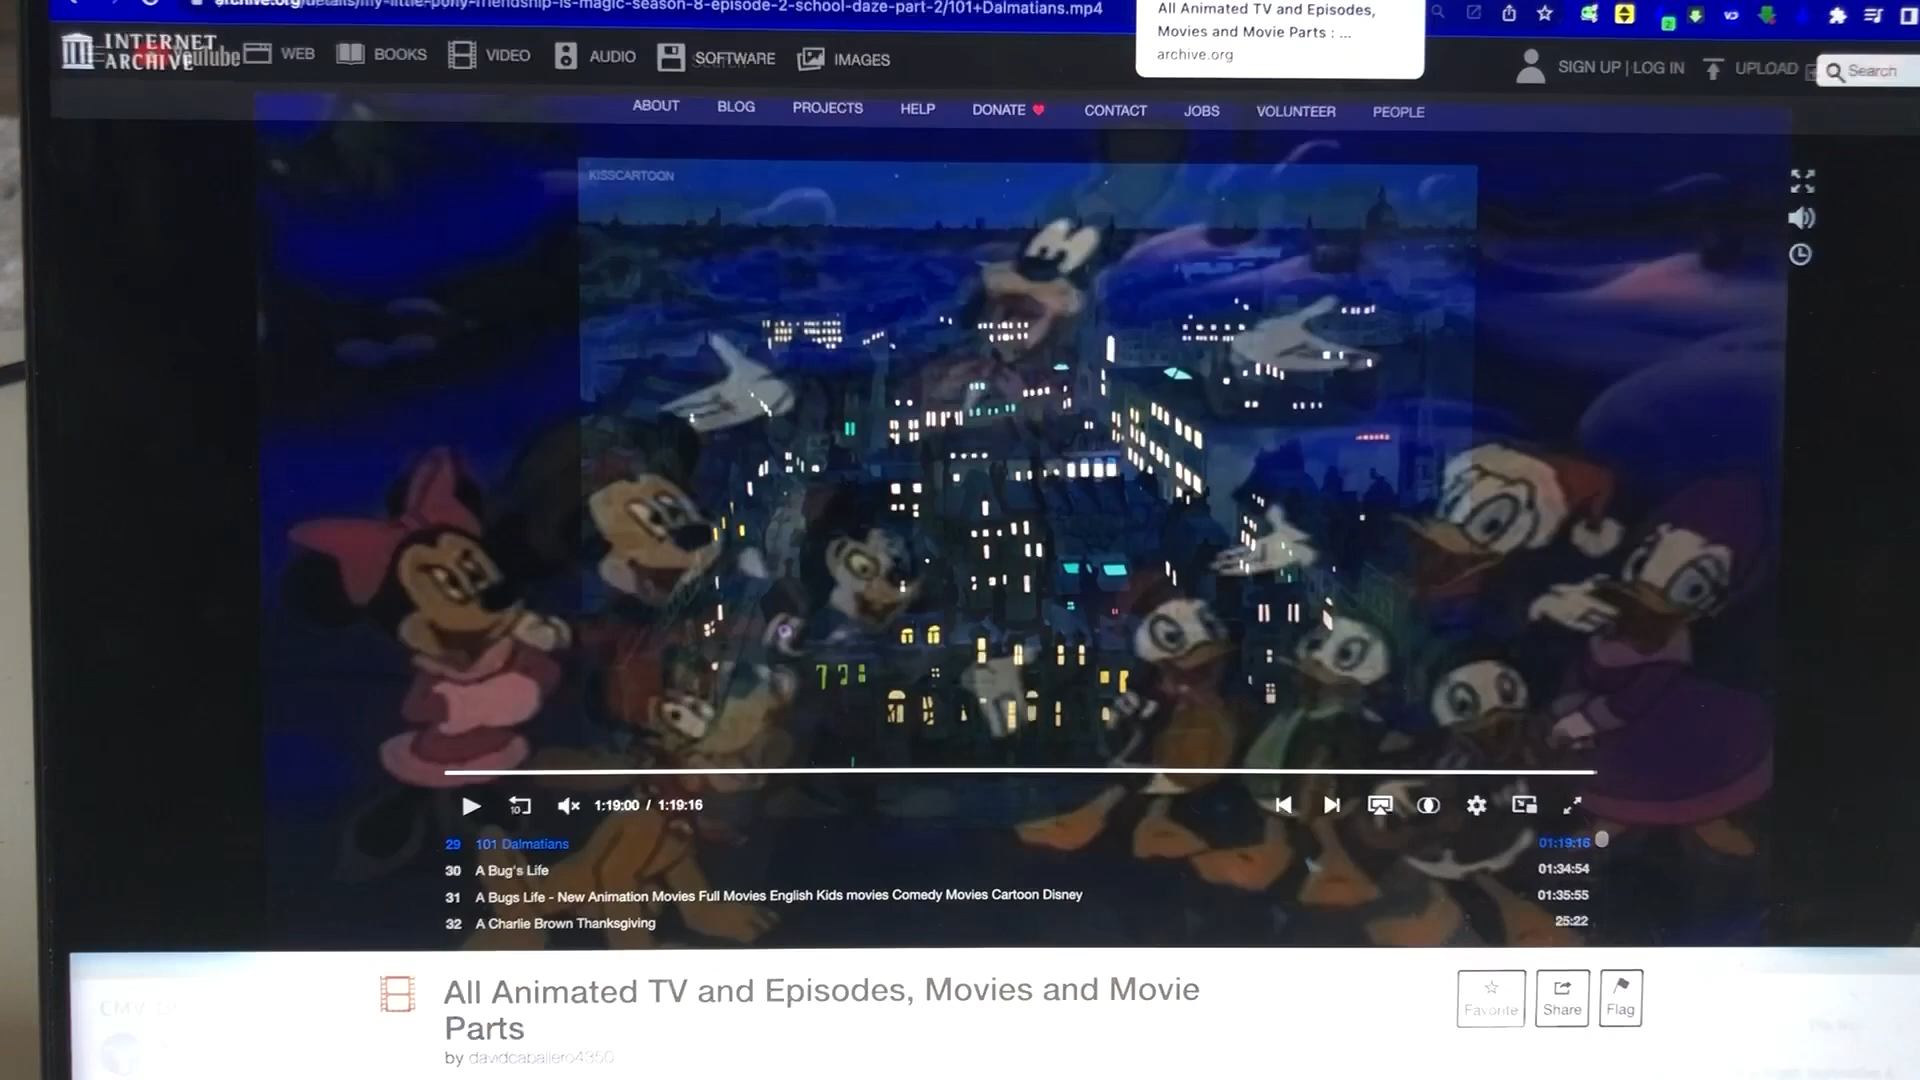 archive.org/details/my-little-pony-friendship-is-magic-season-8-episode-2-school-daze-part-2/101+Dalmatians.mp4
All Animated TV and Episodes,
Movies and Movie Parts : ...
archive.org
INTERNET
ARCHIVE
YouTube
WEB
BOOKS
VIDEO
AUDIO
SOFTWARE
IMAGES
SIGN UP | LOG IN
UPLOAD
Search
ABOUT
BLOG
PROJECTS
HELP
DONATE
CONTACT
JOBS
VOLUNTEER
PEOPLE
KISSCARTOON
10
1:19:00 / 1:19:16
29 101 Dalmatians 01:19:16
30 A Bug's Life 01:34:54
31 A Bugs Life - New Animation Movies Full Movies English Kids movies Comedy Movies Cartoon Disney 01:35:55
32 A Charlie Brown Thanksgiving 25:22
All Animated TV and Episodes, Movies and Movie
Parts
by davidcaballero4350
Favorite
Share
Flag